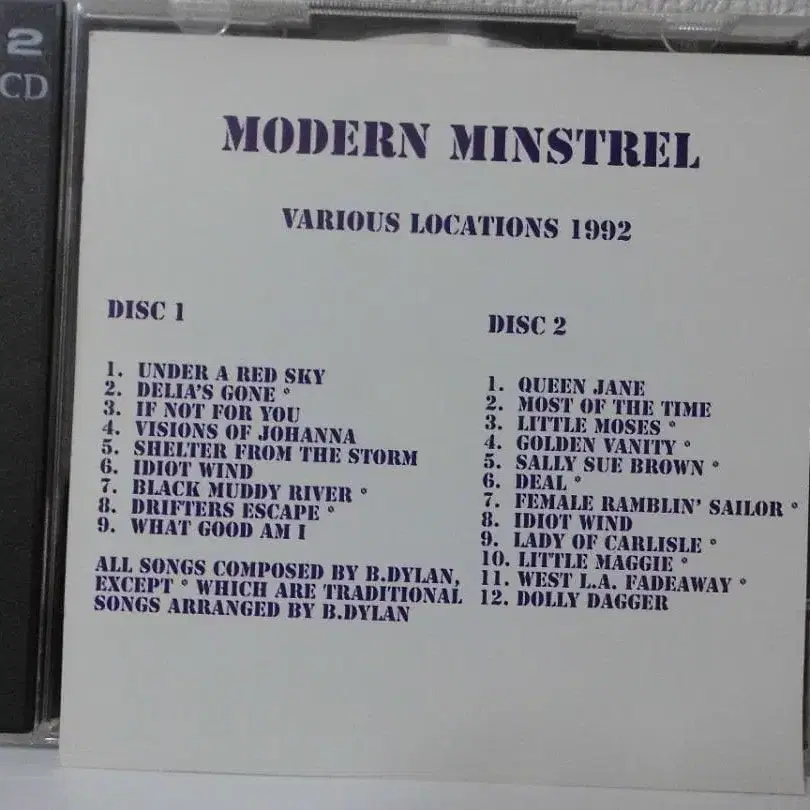 2
CD
MODERN MINSTREL
VARIOUS LOCATIONS 1992
DISC 1
1. UNDER A RED SKY
2. DELIA'S GONE °
3. IF NOT FOR YOU
4. VISIONS OF JOHANNA
5. SHELTER FROM THE STORM
6. IDIOT WIND
7. BLACK MUDDY RIVER °
8. DRIFTERS ESCAPE °
9. WHAT GOOD AM I
ALL SONGS COMPOSED BY B.DYLAN,
EXCEPT ° WHICH ARE TRADITIONAL
SONGS ARRANGED BY B.DYLAN
DISC 2
1. QUEEN JANE
2. MOST OF THE TIME
3. LITTLE MOSES °
4. GOLDEN VANITY °
5. SALLY SUE BROWN °
6. DEAL °
7. FEMALE RAMBLIN' SAILOR °
8. IDIOT WIND
9. LADY OF CARLISLE °
10. LITTLE MAGGIE °
11. WEST L.A. FADEAWAY °
12. DOLLY DAGGER